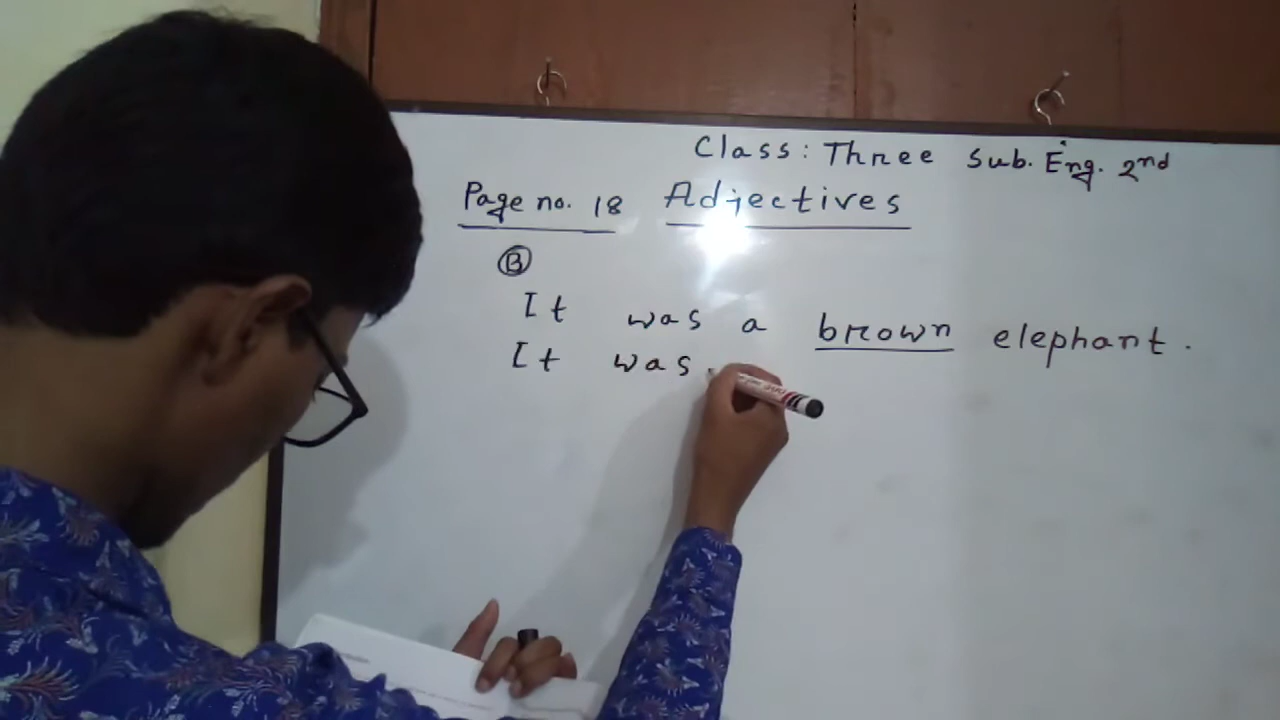 Class: Three Sub. Eng. 2nd
Page no. 18 Adjectives
B
It was a brown elephant.
It was